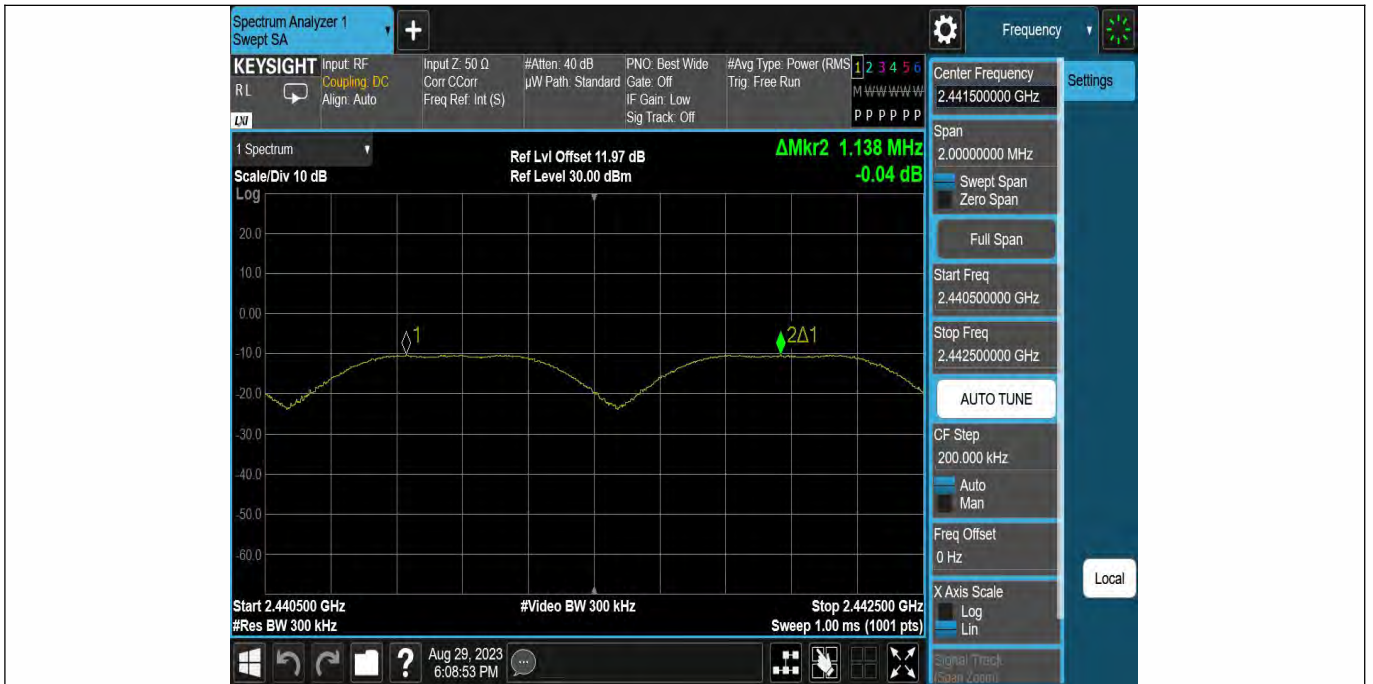 Spectrum Analyzer 1
Swept SA
+
Frequency
KEYSIGHT
R L
LXI
Input: RF
Coupling: DC
Align: Auto
Input Z: 50 Ω
Corr CCorr
Freq Ref: Int (S)
#Atten: 40 dB
µW Path: Standard
PNO: Best Wide
Gate: Off
IF Gain: Low
Sig Track: Off
#Avg Type: Power (RMS
Trig: Free Run
1 2 3 4 5 6
M W W W W W
P P P P P P
1 Spectrum
Scale/Div 10 dB
Log
Ref Lvl Offset 11.97 dB
Ref Level 30.00 dBm
ΔMkr2 1.138 MHz
-0.04 dB
20.0
10.0
0.00
-10.0
-20.0
-30.0
-40.0
-50.0
-60.0
1
2Δ1
Start 2.440500 GHz
#Res BW 300 kHz
#Video BW 300 kHz
Stop 2.442500 GHz
Sweep 1.00 ms (1001 pts)
Center Frequency
2.441500000 GHz
Settings
Span
2.00000000 MHz
Swept Span
Zero Span
Full Span
Start Freq
2.440500000 GHz
Stop Freq
2.442500000 GHz
AUTO TUNE
CF Step
200.000 kHz
Auto
Man
Freq Offset
0 Hz
X Axis Scale
Log
Lin
Signal Track
(Span Zoom)
Local
?
Aug 29, 2023
6:08:53 PM